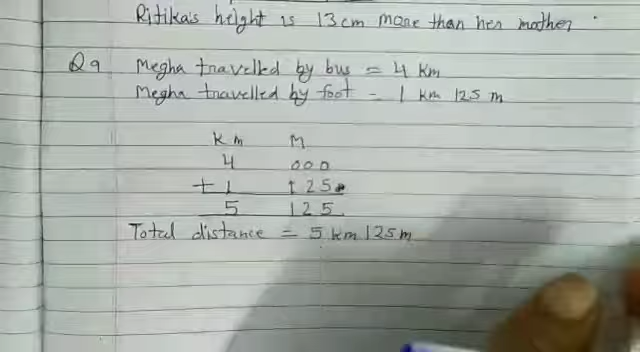 Ritika's height is 13 cm more than her mother.
Q9 Megha travelled by bus = 4 km
Megha travelled by foot = 1 km 125 m
Km M
4 000
+ 1 125
5 125
Total distance = 5 km 125m